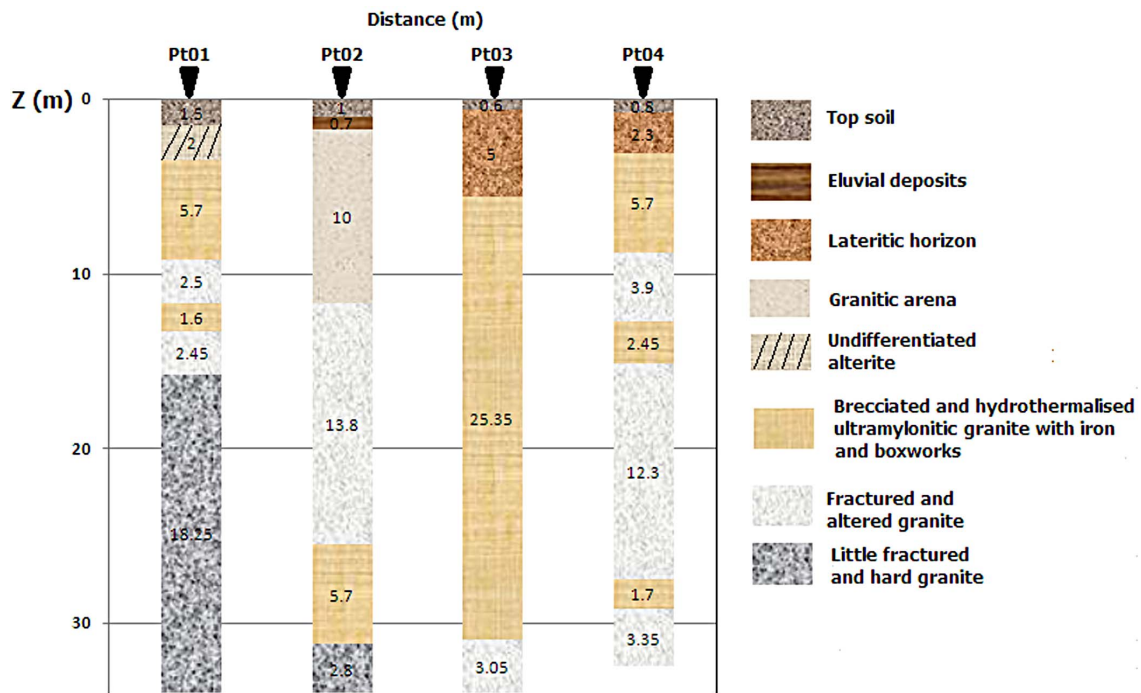 Distance (m)
Pt01 Pt02 Pt03 Pt04
Z (m)
0
10
20
30
1.5
2
5.7
2.5
1.6
2.45
18.25
1
0.7
10
13.8
5.7
2.8
0.6
5
25.35
3.05
0.8
2.3
5.7
3.9
2.45
12.3
1.7
3.35
Top soil
Eluvial deposits
Lateritic horizon
Granitic arena
Undifferentiated
alterite
Brecciated and hydrothermalised
ultramylonitic granite with iron
and boxworks
Fractured and
altered granite
Little fractured
and hard granite